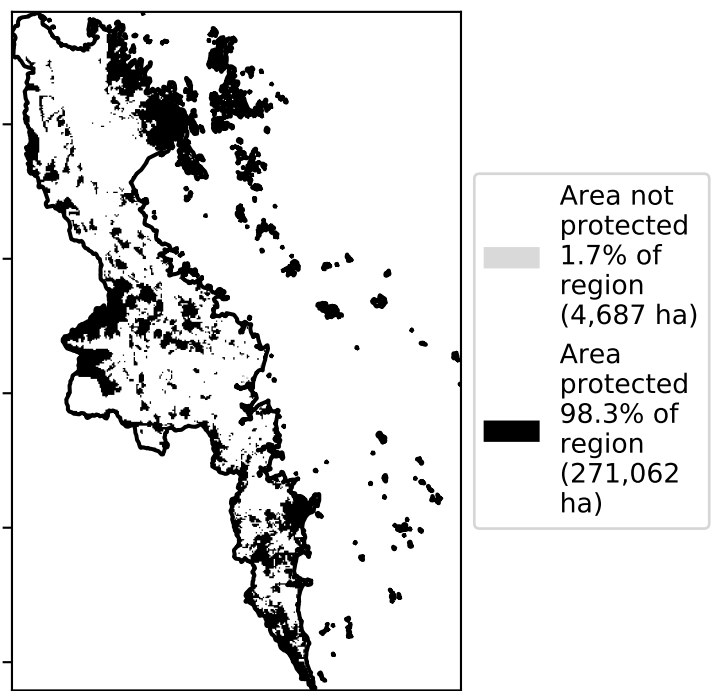 Area not
protected
1.7% of
region
(4,687 ha)
Area
protected
98.3% of
region
(271,062
ha)